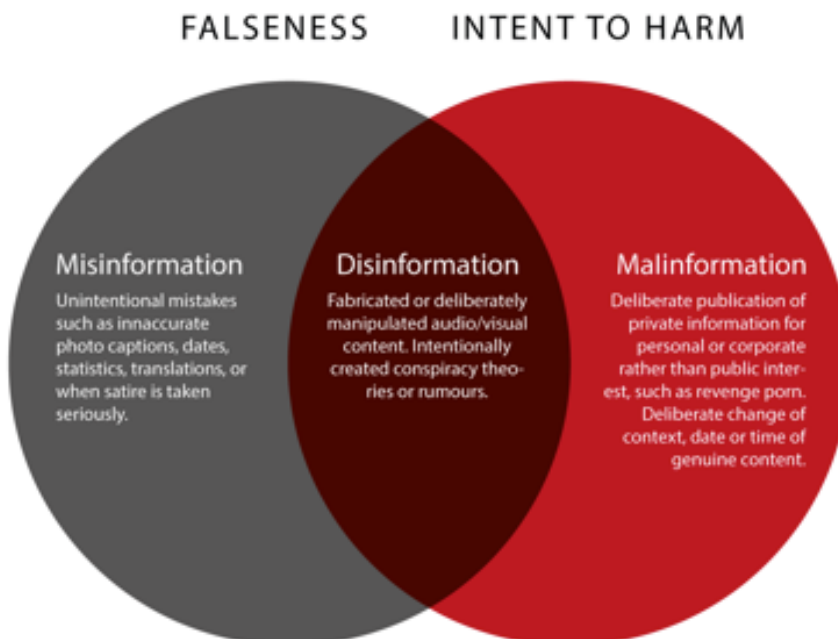 FALSENESS
INTENT TO HARM
Misinformation
Unintentional mistakes
such as innaccurate
photo captions, dates,
statistics, translations, or
when satire is taken
seriously.
Disinformation
Fabricated or deliberately
manipulated audio/visual
content. Intentionally
created conspiracy theo-
ries or rumours.
Malinformation
Deliberate publication of
private information for
personal or corporate
rather than public inter-
est, such as revenge porn.
Deliberate change of
context, date or time of
genuine content.